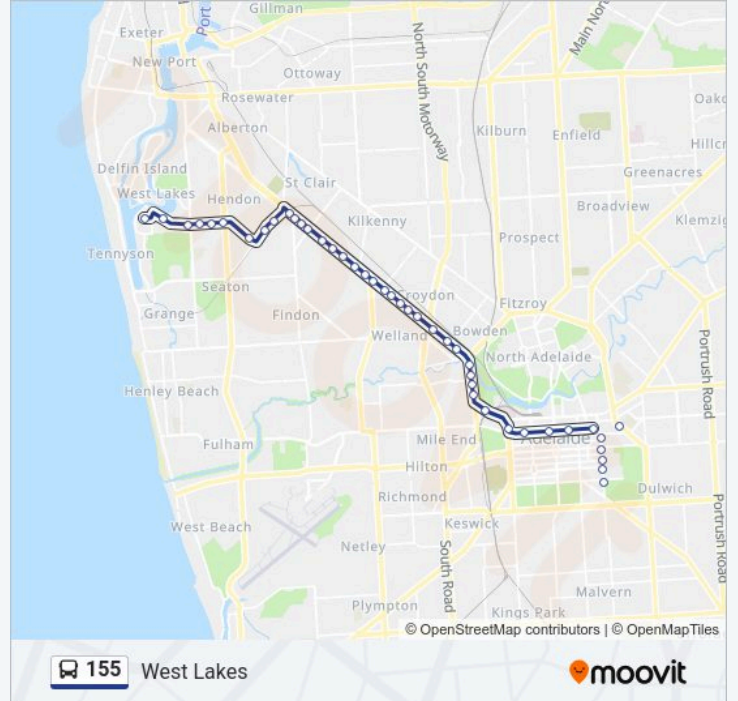 Gillman
Exeter
Port
Main Nor
New Port
North South Motorway
Ottoway
Rosewater
Oako
Alberton
Kilburn
Enfield
Hillcr
Delfin Island
St Clair
Greenacres
West Lakes
Hendon
Broadview
Kilkenny
Klemzig
Tennyson
Prospect
Seaton
Croydon
Grange
Findon
Fitzroy
Welland
Bowden
North Adelaide
Portrush Road
Henley Beach
Fulham
Mile End
Adelaide
Hilton
Richmond
Dulwich
West Beach
Keswick
Portrush Road
Netley
South Road
Malvern
Plympton
Kings Park
© OpenStreetMap contributors | © OpenMapTiles
155 West Lakes
moovit